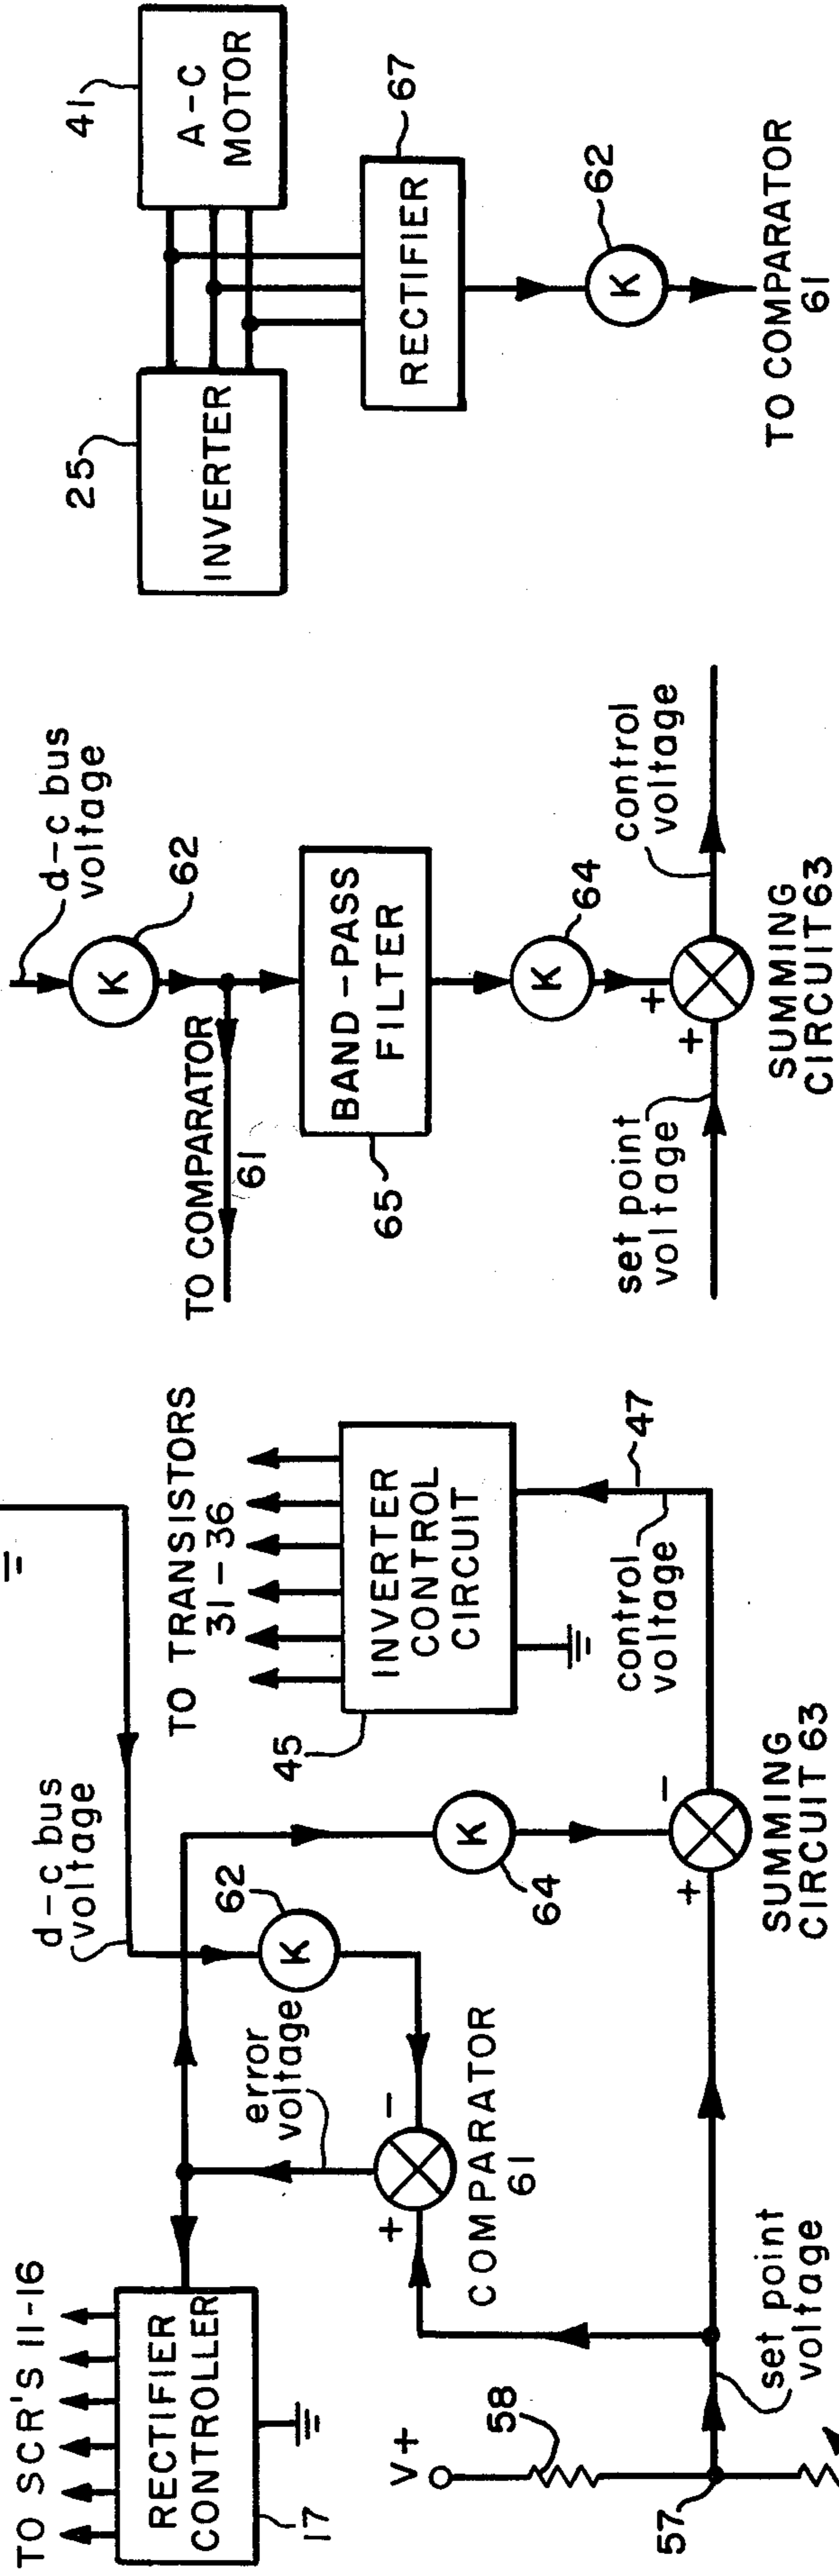 TO SCR'S 11-16
RECTIFIER
CONTROLLER
17
V+
58
57
set point
voltage
error
voltage
+
-
COMPARATOR
61
d-c bus
voltage
62
K
K
64
+
-
SUMMING
CIRCUIT 63
TO TRANSISTORS
31-36
INVERTER
CONTROL
CIRCUIT
45
47
control
voltage
d-c bus
voltage
K
62
TO COMPARATOR
61
BAND-PASS
FILTER
65
K
64
+
+
set point
voltage
control
voltage
SUMMING
CIRCUIT 63
25
INVERTER
41
A-C
MOTOR
RECTIFIER
67
K
62
TO COMPARATOR
61